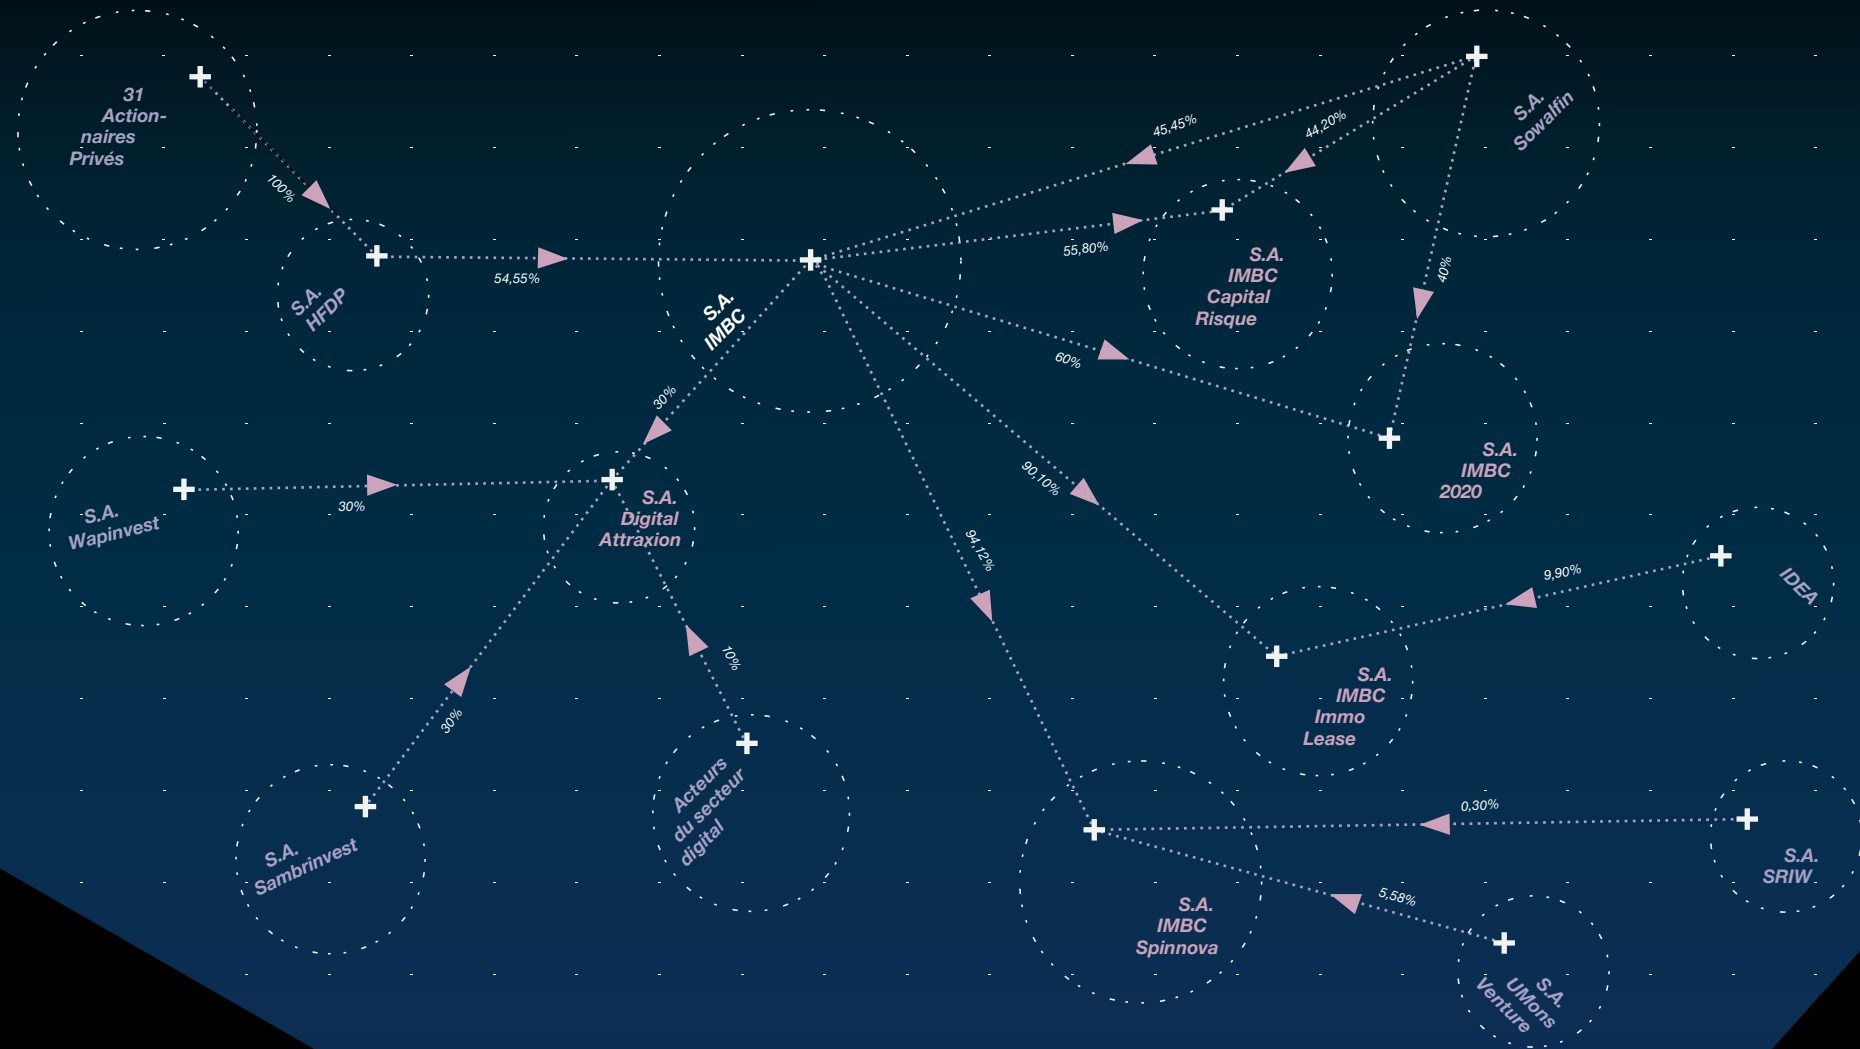 31
Action-
naires
Privés
100%
S.A.
HFDP
54,55%
S.A.
IMBC
45,45%
44,20%
S.A.
Sowalfin
55,80%
S.A.
IMBC
Capital
Risque
40%
60%
S.A.
IMBC
2020
30%
S.A.
Wapinvest
30%
S.A.
Digital
Attraxion
90,10%
94,12%
9,90%
IDEA
S.A.
IMBC
Immo
Lease
30%
10%
S.A.
Sambrinvest
Acteurs
du secteur
digital
0,30%
S.A.
SRIW
5,58%
S.A.
IMBC
Spinnova
S.A.
UMons
Venture